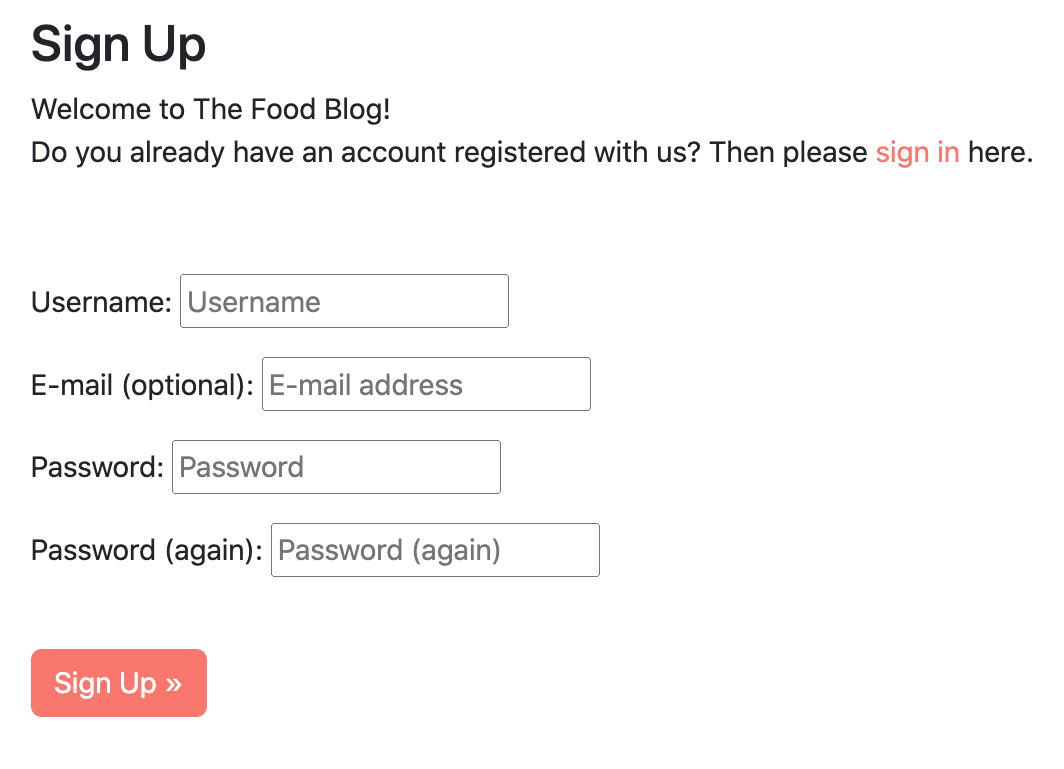 Sign Up
Welcome to The Food Blog!
Do you already have an account registered with us? Then please sign in here.
Username: Username
E-mail (optional): E-mail address
Password: Password
Password (again): Password (again)
Sign Up »